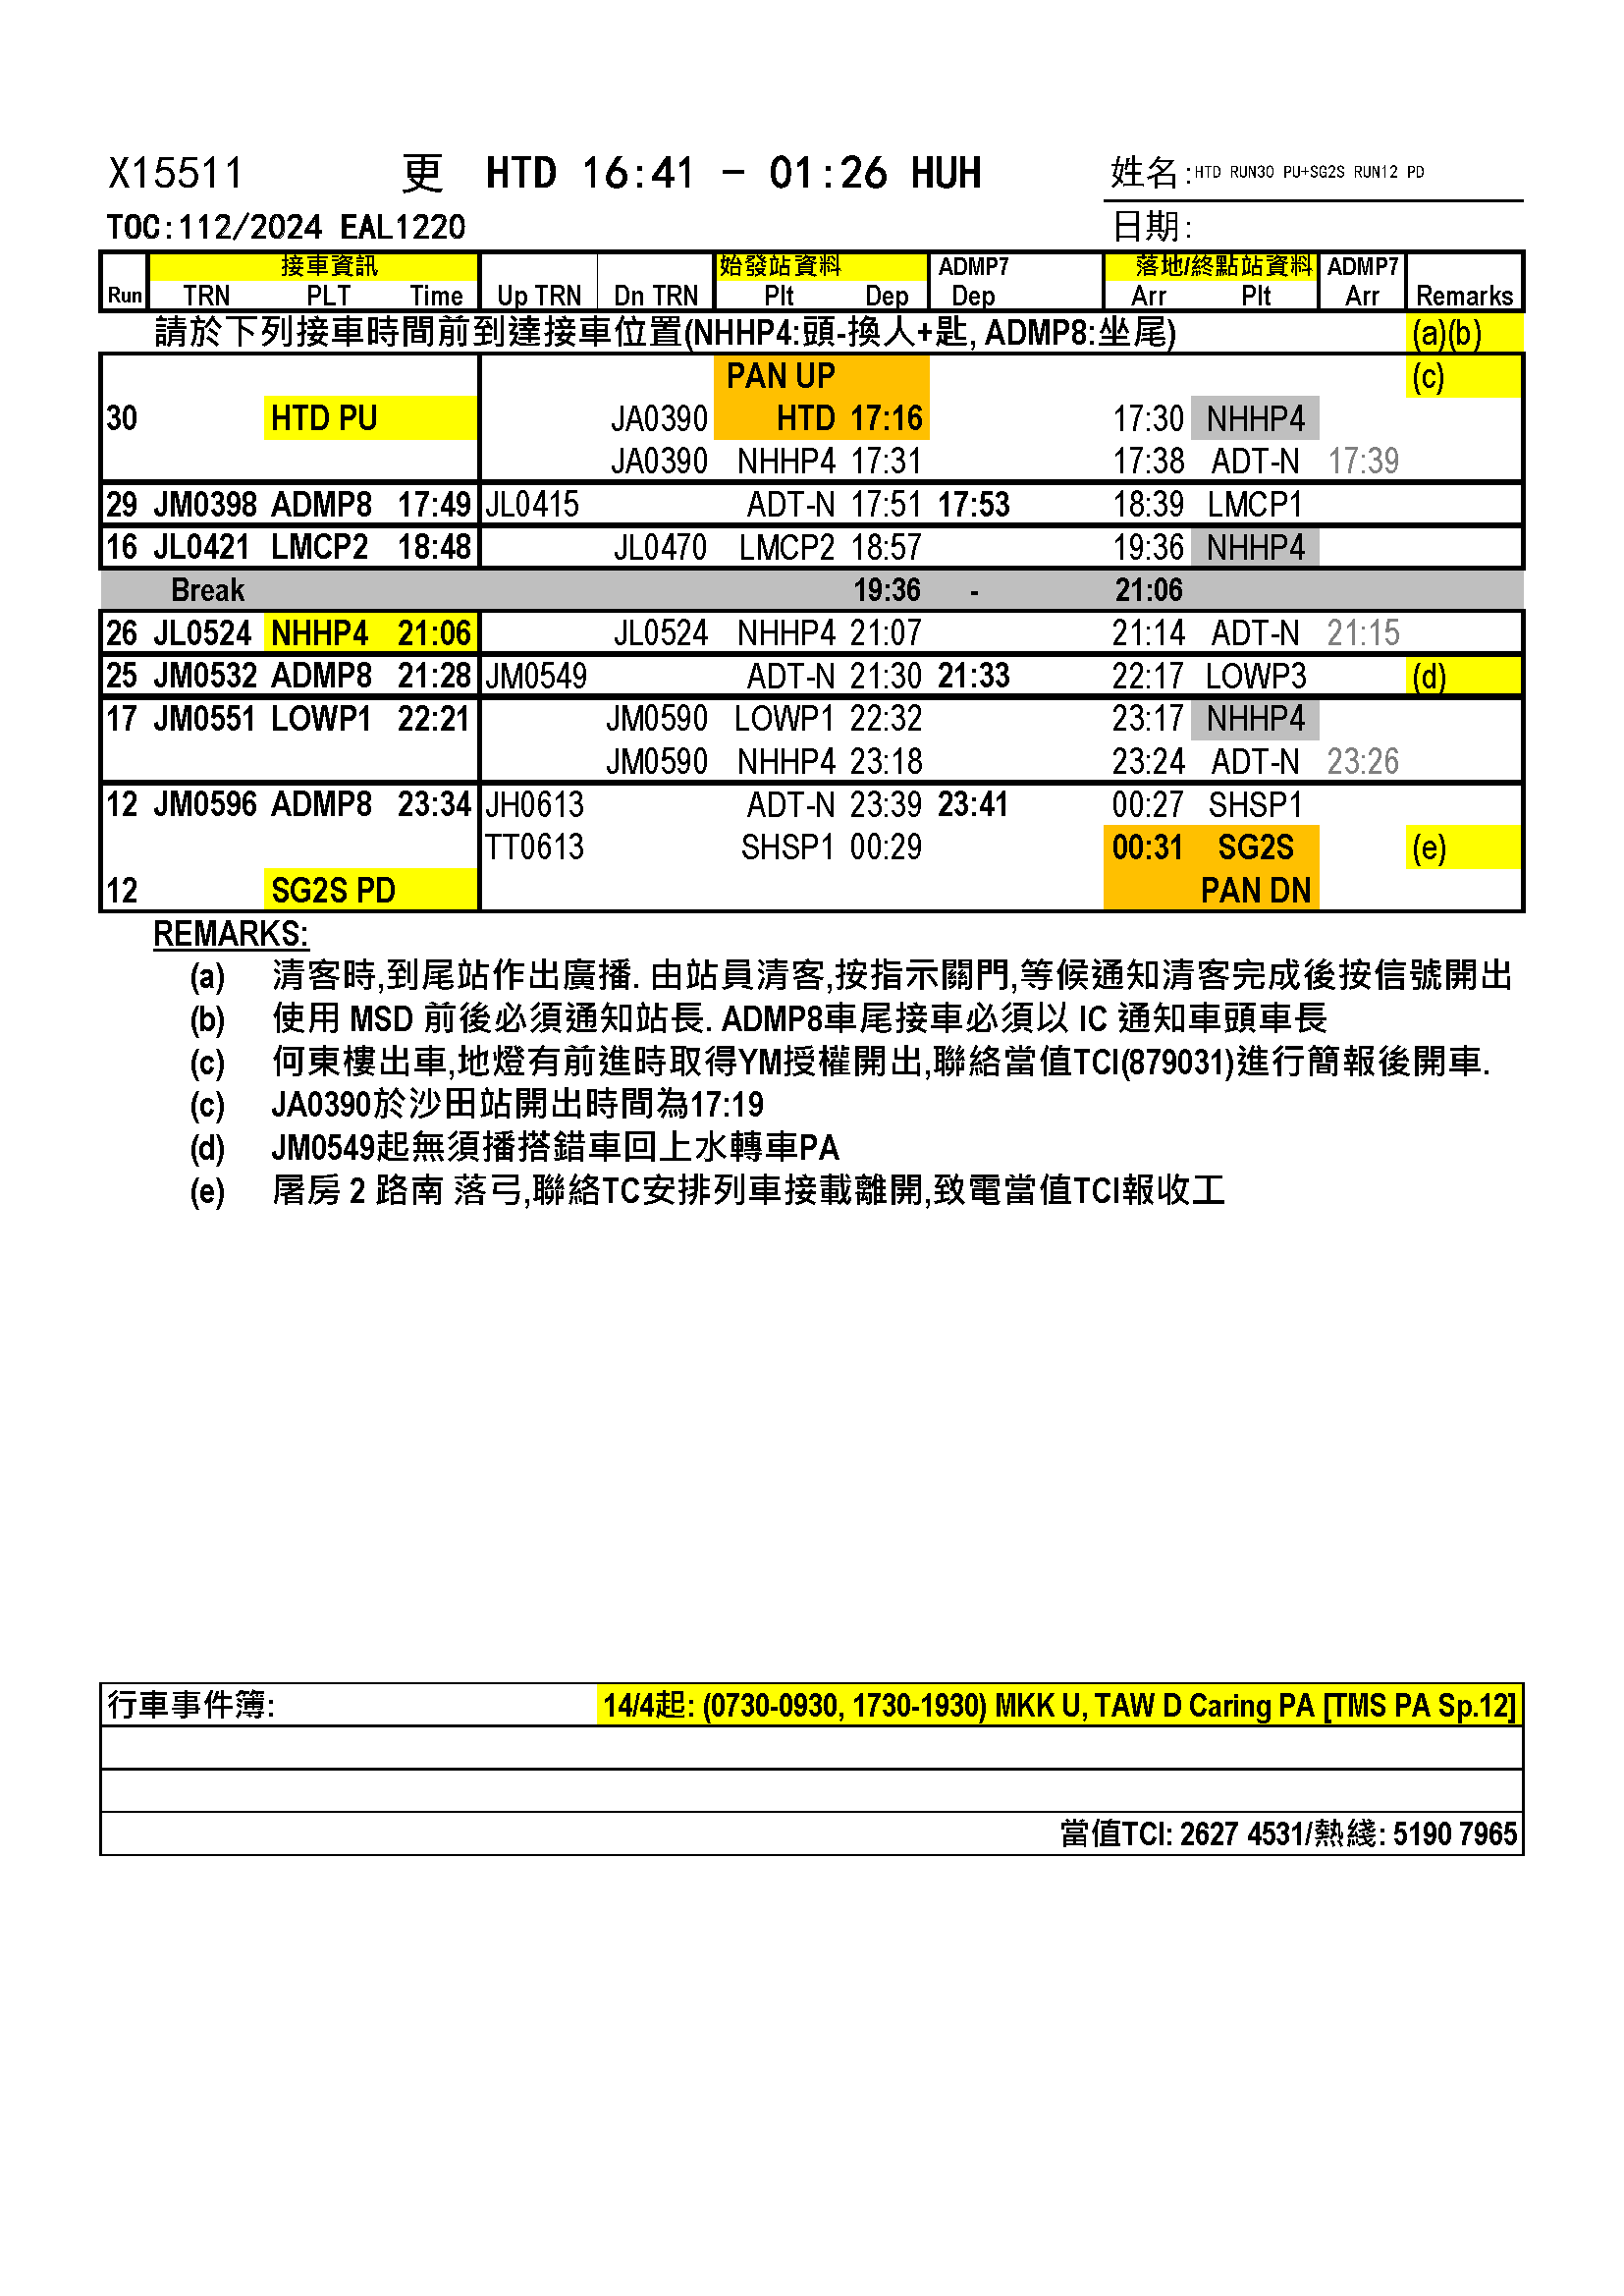 X15511 更 HTD 16:41 - 01:26 HUH 姓名:HTD RUN30 PU+SG2S RUN12 PD
TOC:112/2024 EAL1220 日期:
接車資訊 始發站資料 ADMP7 落地/終點站資料 ADMP7
Run TRN PLT Time Up TRN Dn TRN Plt Dep Dep Arr Plt Arr Remarks
請於下列接車時間前到達接車位置(NHHP4:頭-換人+匙, ADMP8:坐尾) (a)(b)
PAN UP (c)
30 HTD PU JA0390 HTD 17:16 17:30 NHHP4
JA0390 NHHP4 17:31 17:38 ADT-N 17:39
29 JM0398 ADMP8 17:49 JL0415 ADT-N 17:51 17:53 18:39 LMCP1
16 JL0421 LMCP2 18:48 JL0470 LMCP2 18:57 19:36 NHHP4
Break 19:36 - 21:06
26 JL0524 NHHP4 21:06 JL0524 NHHP4 21:07 21:14 ADT-N 21:15
25 JM0532 ADMP8 21:28 JM0549 ADT-N 21:30 21:33 22:17 LOWP3 (d)
17 JM0551 LOWP1 22:21 JM0590 LOWP1 22:32 23:17 NHHP4
JM0590 NHHP4 23:18 23:24 ADT-N 23:26
12 JM0596 ADMP8 23:34 JH0613 ADT-N 23:39 23:41 00:27 SHSP1
TT0613 SHSP1 00:29 00:31 SG2S (e)
12 SG2S PD PAN DN
REMARKS:
(a) 清客時,到尾站作出廣播. 由站員清客,按指示關門,等候通知清客完成後按信號開出
(b) 使用 MSD 前後必須通知站長. ADMP8車尾接車必須以 IC 通知車頭車長
(c) 何東樓出車,地燈有前進時取得YM授權開出,聯絡當值TCI(879031)進行簡報後開車.
(c) JA0390於沙田站開出時間為17:19
(d) JM0549起無須播搭錯車回上水轉車PA
(e) 屠房 2 路南 落弓,聯絡TC安排列車接載離開,致電當值TCI報收工
行車事件簿: 14/4起: (0730-0930, 1730-1930) MKK U, TAW D Caring PA [TMS PA Sp.12]
當值TCI: 2627 4531/熱綫: 5190 7965